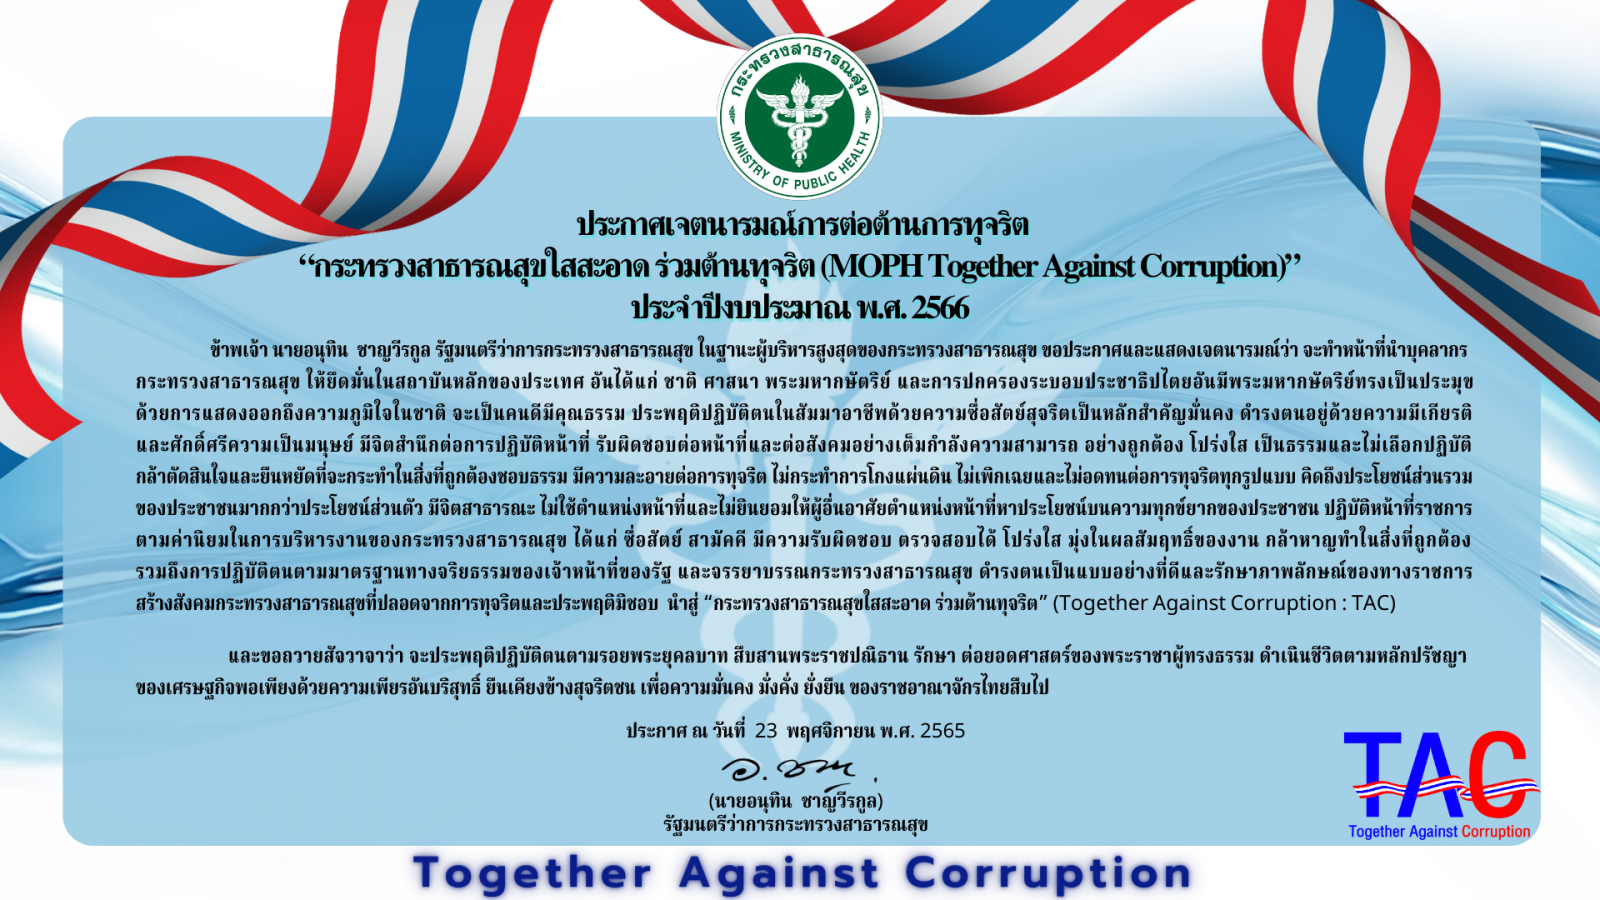 กระทรวงสาธารณสุข
MINISTRY OF PUBLIC HEALTH
ประกาศเจตนารมณ์การต่อต้านการทุจริต
“กระทรวงสาธารณสุขใสสะอาด ร่วมต้านทุจริต (MOPH Together Against Corruption)”
ประจำปีงบประมาณ พ.ศ. 2566
ข้าพเจ้า นายอนุทิน ชาญวีรกูล รัฐมนตรีว่าการกระทรวงสาธารณสุข ในฐานะผู้บริหารสูงสุดของกระทรวงสาธารณสุข ขอประกาศและแสดงเจตนารมณ์ว่า จะทำหน้าที่นำบุคลากร
กระทรวงสาธารณสุข ให้ยึดมั่นในสถาบันหลักของประเทศ อันได้แก่ ชาติ ศาสนา พระมหากษัตริย์ และการปกครองระบอบประชาธิปไตยอันมีพระมหากษัตริย์ทรงเป็นประมุข
ด้วยการแสดงออกถึงความภูมิใจในชาติ จะเป็นคนดีมีคุณธรรม ประพฤติปฏิบัติตนในสัมมาอาชีพด้วยความซื่อสัตย์สุจริตเป็นหลักสำคัญมั่นคง ดำรงตนอยู่ด้วยความมีเกียรติ
และศักดิ์ศรีความเป็นมนุษย์ มีจิตสำนึกต่อการปฏิบัติหน้าที่ รับผิดชอบต่อหน้าที่และต่อสังคมอย่างเต็มกำลังความสามารถ อย่างถูกต้อง โปร่งใส เป็นธรรมและไม่เลือกปฏิบัติ
กล้าตัดสินใจและยืนหยัดที่จะกระทำในสิ่งที่ถูกต้องชอบธรรม มีความละอายต่อการทุจริต ไม่กระทำการโกงแผ่นดิน ไม่เพิกเฉยและไม่อดทนต่อการทุจริตทุกรูปแบบ คิดถึงประโยชน์ส่วนรวม
ของประชาชนมากกว่าประโยชน์ส่วนตัว มีจิตสาธารณะ ไม่ใช้ตำแหน่งหน้าที่และไม่ยินยอมให้ผู้อื่นอาศัยตำแหน่งหน้าที่หาประโยชน์บนความทุกข์ยากของประชาชน ปฏิบัติหน้าที่ราชการ
ตามค่านิยมในการบริหารงานของกระทรวงสาธารณสุข ได้แก่ ซื่อสัตย์ สามัคคี มีความรับผิดชอบ ตรวจสอบได้ โปร่งใส มุ่งในผลสัมฤทธิ์ของงาน กล้าหาญทำในสิ่งที่ถูกต้อง
รวมถึงการปฏิบัติตนตามมาตรฐานทางจริยธรรมของเจ้าหน้าที่ของรัฐ และจรรยาบรรณกระทรวงสาธารณสุข ดำรงตนเป็นแบบอย่างที่ดีและรักษาภาพลักษณ์ของทางราชการ
สร้างสังคมกระทรวงสาธารณสุขที่ปลอดจากการทุจริตและประพฤติมิชอบ นำสู่ “กระทรวงสาธารณสุขใสสะอาด ร่วมต้านทุจริต” (Together Against Corruption : TAC)
และขอถวายสัจวาจาว่า จะประพฤติปฏิบัติตนตามรอยพระยุคลบาท สืบสานพระราชปณิธาน รักษา ต่อยอดศาสตร์ของพระราชาผู้ทรงธรรม ดำเนินชีวิตตามหลักปรัชญา
ของเศรษฐกิจพอเพียงด้วยความเพียรอันบริสุทธิ์ ยืนเคียงข้างสุจริตชน เพื่อความมั่นคง มั่งคั่ง ยั่งยืน ของราชอาณาจักรไทยสืบไป
ประกาศ ณ วันที่ 23 พฤศจิกายน พ.ศ. 2565
(นายอนุทิน ชาญวีรกูล)
รัฐมนตรีว่าการกระทรวงสาธารณสุข
TAC
Together Against Corruption
Together Against Corruption